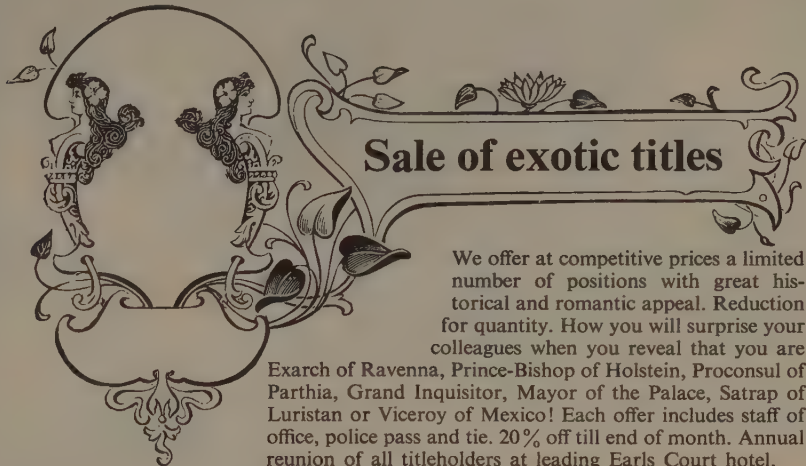 Sale of exotic titles
We offer at competitive prices a limited
number of positions with great his-
torical and romantic appeal. Reduction
for quantity. How you will surprise your
colleagues when you reveal that you are
Exarch of Ravenna, Prince-Bishop of Holstein, Proconsul of
Parthia, Grand Inquisitor, Mayor of the Palace, Satrap of
Luristan or Viceroy of Mexico! Each offer includes staff of
office, police pass and tie. 20% off till end of month. Annual
reunion of all titleholders at leading Earls Court hotel.